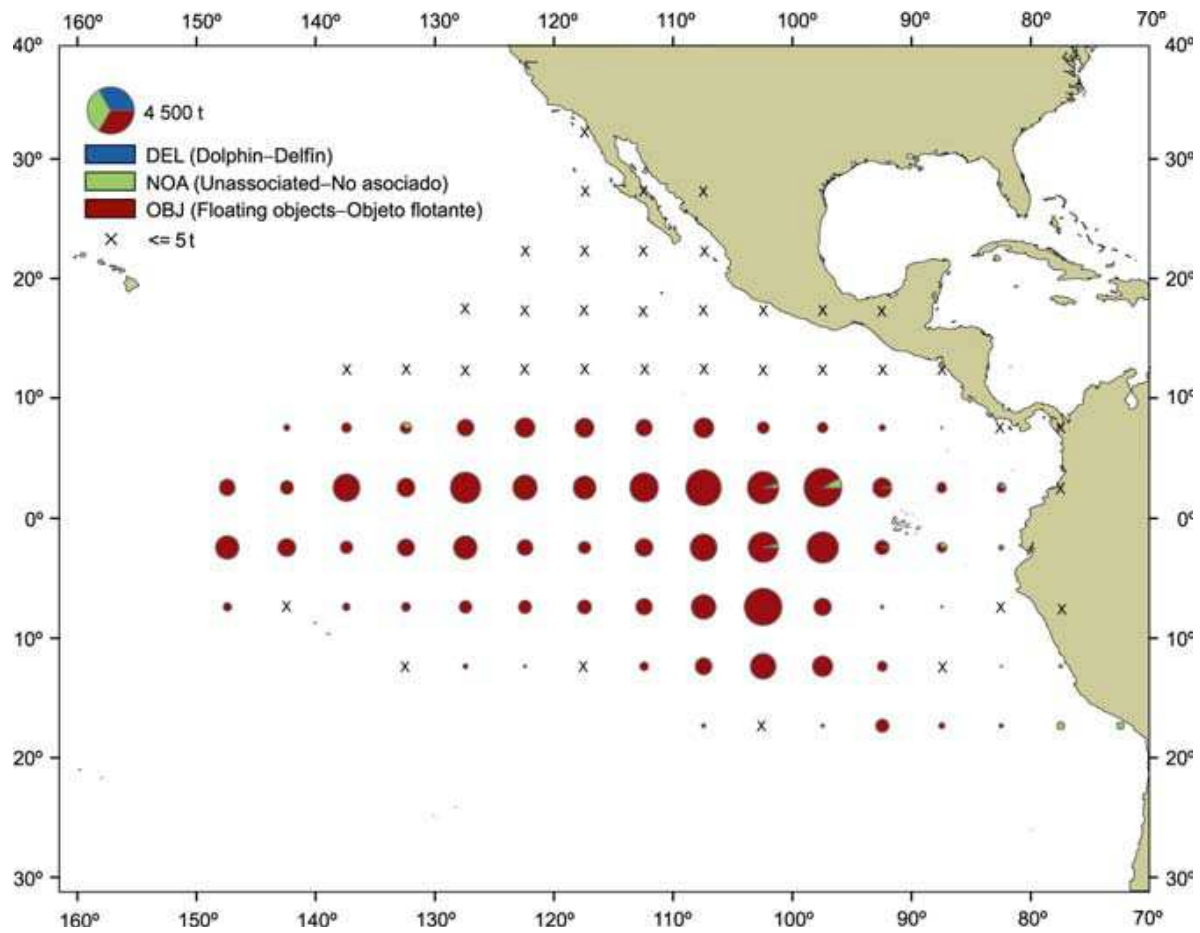 160º 150º 140º 130º 120º 110º 100º 90º 80º 70º
40º 40º
4 500 t
DEL (Dolphin–Delfín)
30º 30º
NOA (Unassociated–No asociado)
OBJ (Floating objects–Objeto flotante)
<= 5 t
20º 20º
10º 10º
0º 0º
10º 10º
20º 20º
30º 30º
160º 150º 140º 130º 120º 110º 100º 90º 80º 70º